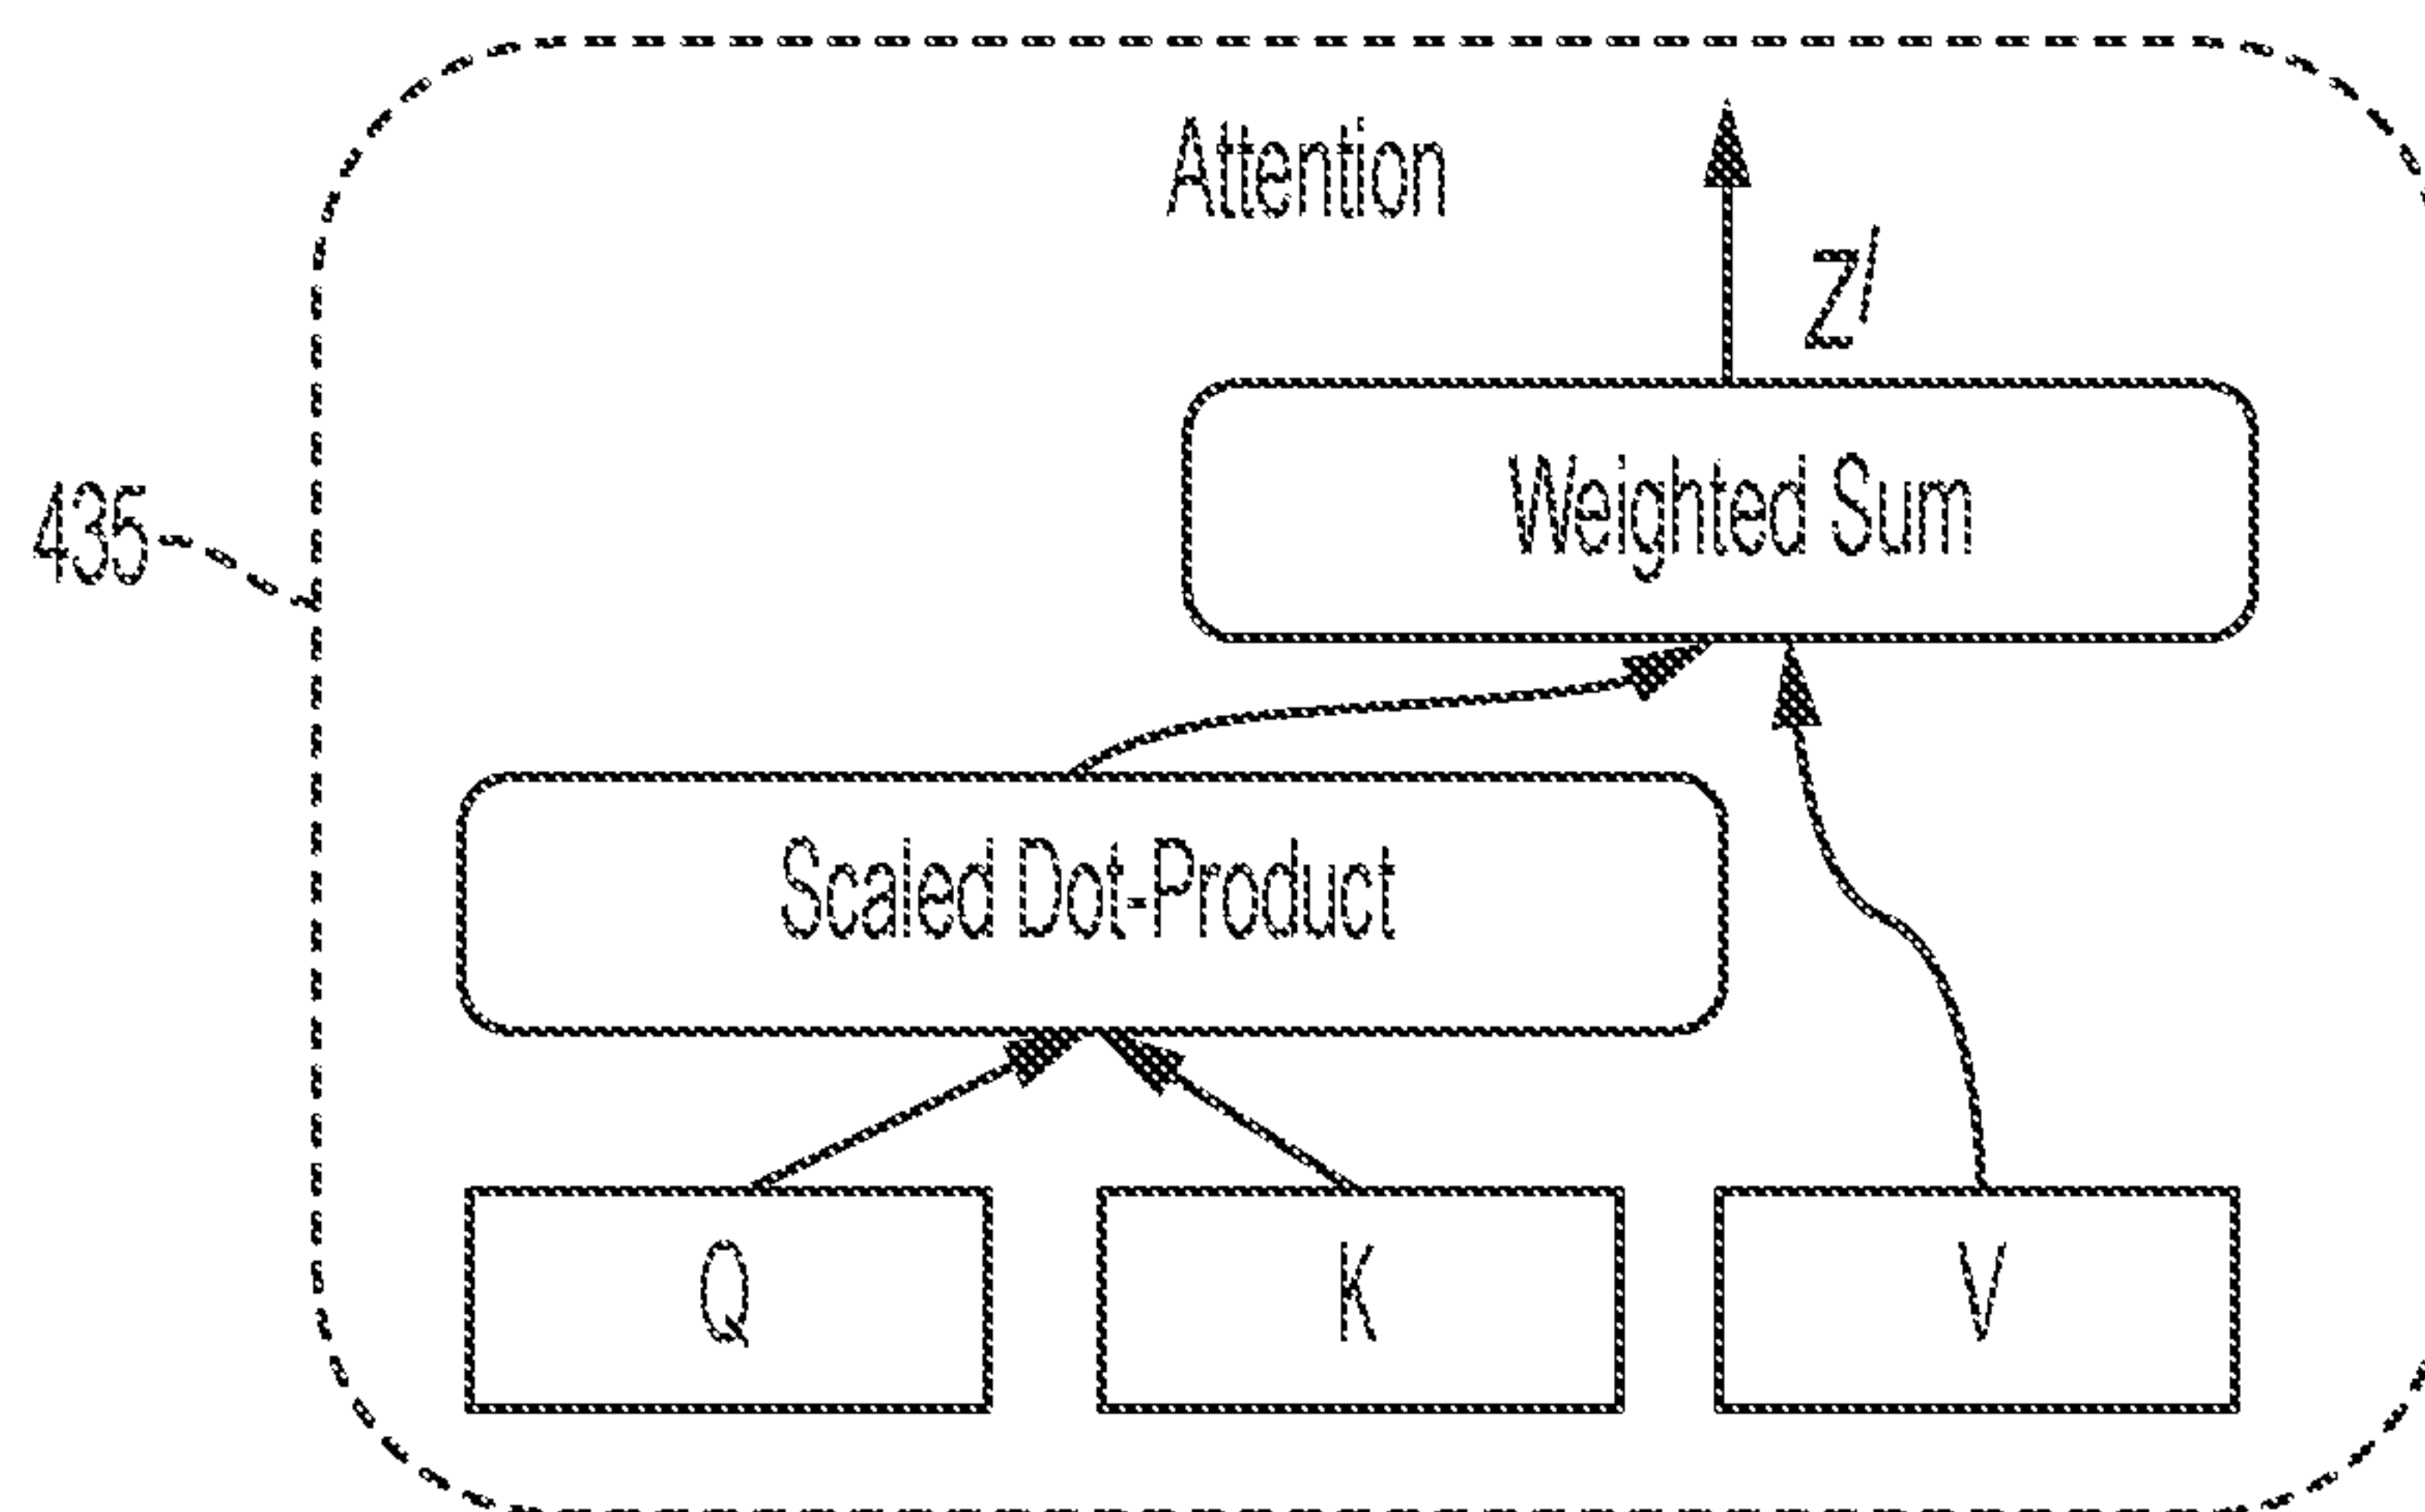 Attention
Z/
435
Weighted Sum
Scaled Dot-Product
Q
K
V